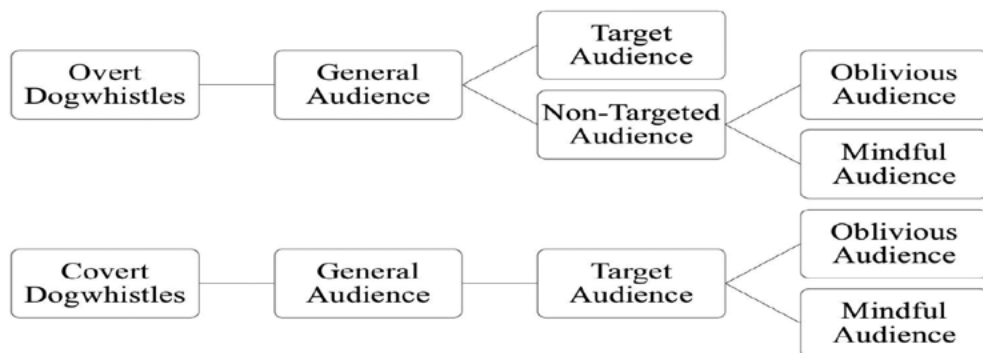 Overt
Dogwhistles
General
Audience
Target
Audience
Non-Targeted
Audience
Oblivious
Audience
Mindful
Audience
Covert
Dogwhistles
General
Audience
Target
Audience
Oblivious
Audience
Mindful
Audience